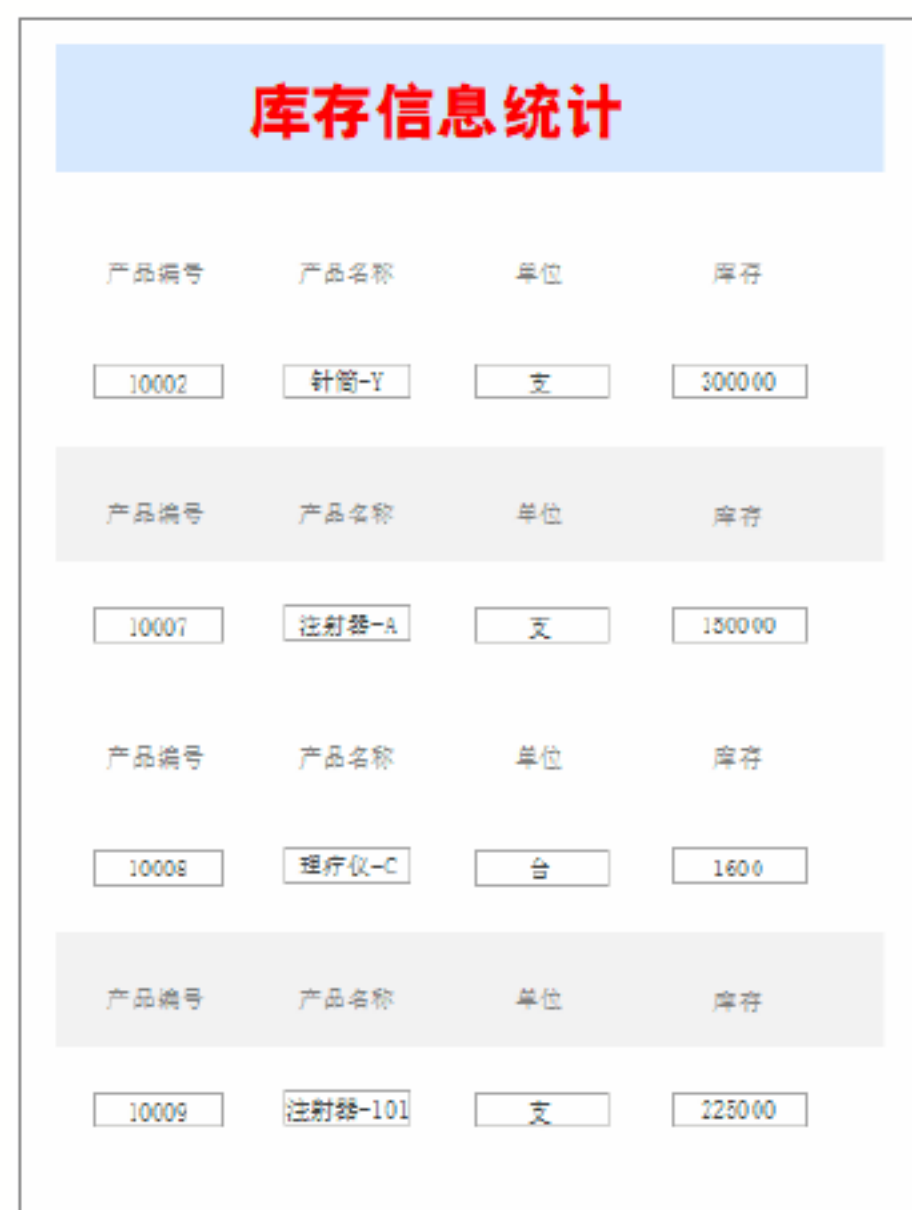 库存信息统计
产品编号 产品名称 单位 库存
10002 针筒-Y 支 300000
产品编号 产品名称 单位 库存
10007 注射器-A 支 150000
产品编号 产品名称 单位 库存
10008 理疗仪-C 台 1600
产品编号 产品名称 单位 库存
10009 注射器-101 支 225000